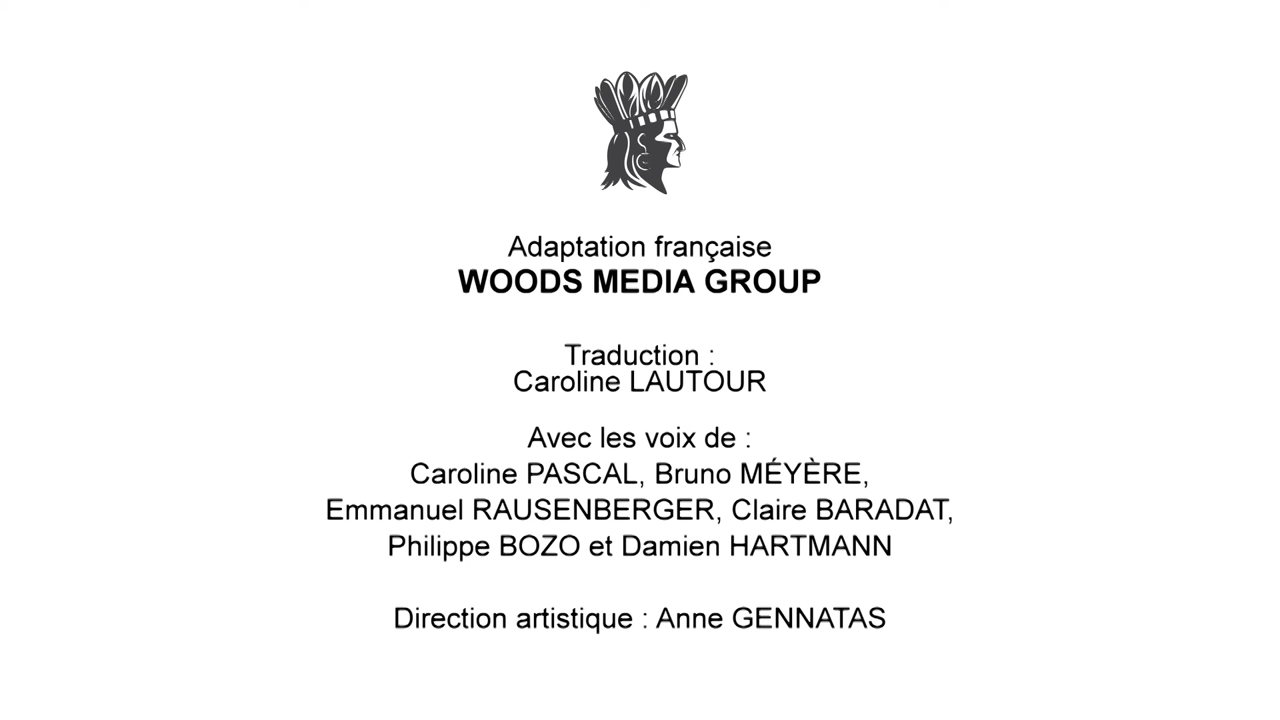 Adaptation française
WOODS MEDIA GROUP
Traduction :
Caroline LAUTOUR
Avec les voix de :
Caroline PASCAL, Bruno MÉYÈRE,
Emmanuel RAUSENBERGER, Claire BARADAT,
Philippe BOZO et Damien HARTMANN
Direction artistique : Anne GENNATAS